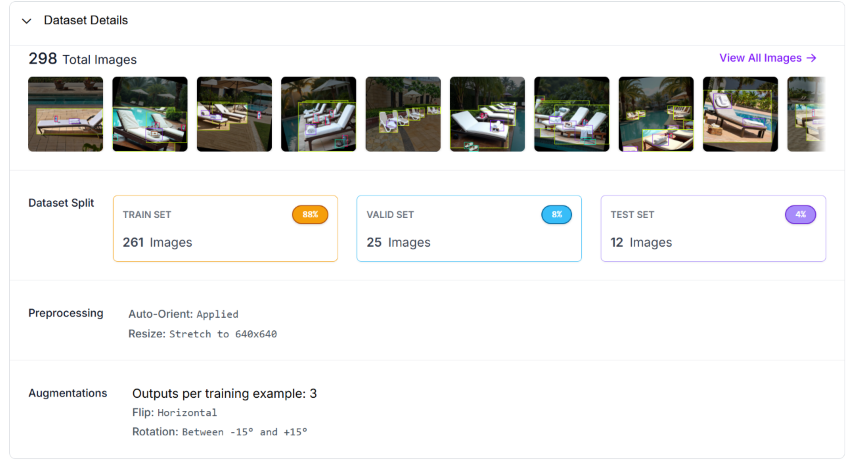 Dataset Details
298 Total Images
View All Images →
Dataset Split
TRAIN SET
88%
261 Images
VALID SET
8%
25 Images
TEST SET
4%
12 Images
Preprocessing
Auto-Orient: Applied
Resize: Stretch to 640x640
Augmentations
Outputs per training example: 3
Flip: Horizontal
Rotation: Between -15° and +15°